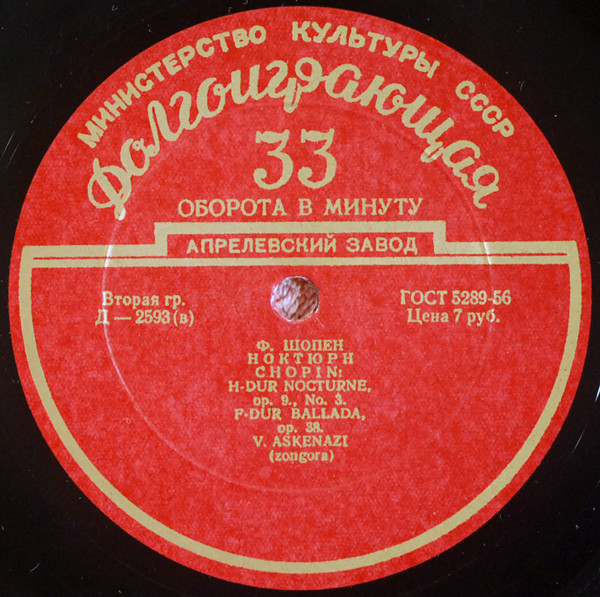 МИНИСТЕРСТВО КУЛЬТУРЫ СССР
Долгоиграющая
33
ОБОРОТА В МИНУТУ
АПРЕЛЕВСКИЙ ЗАВОД
Вторая гр.
Д — 2593 (в)
ГОСТ 5289-56
Цена 7 руб.
Ф. ШОПЕН
НОКТЮРН
CHOPIN:
H-DUR NOCTURNE,
op. 9., No. 3.
F-DUR BALLADA,
op. 38.
V. ASKENAZI
(zongora)